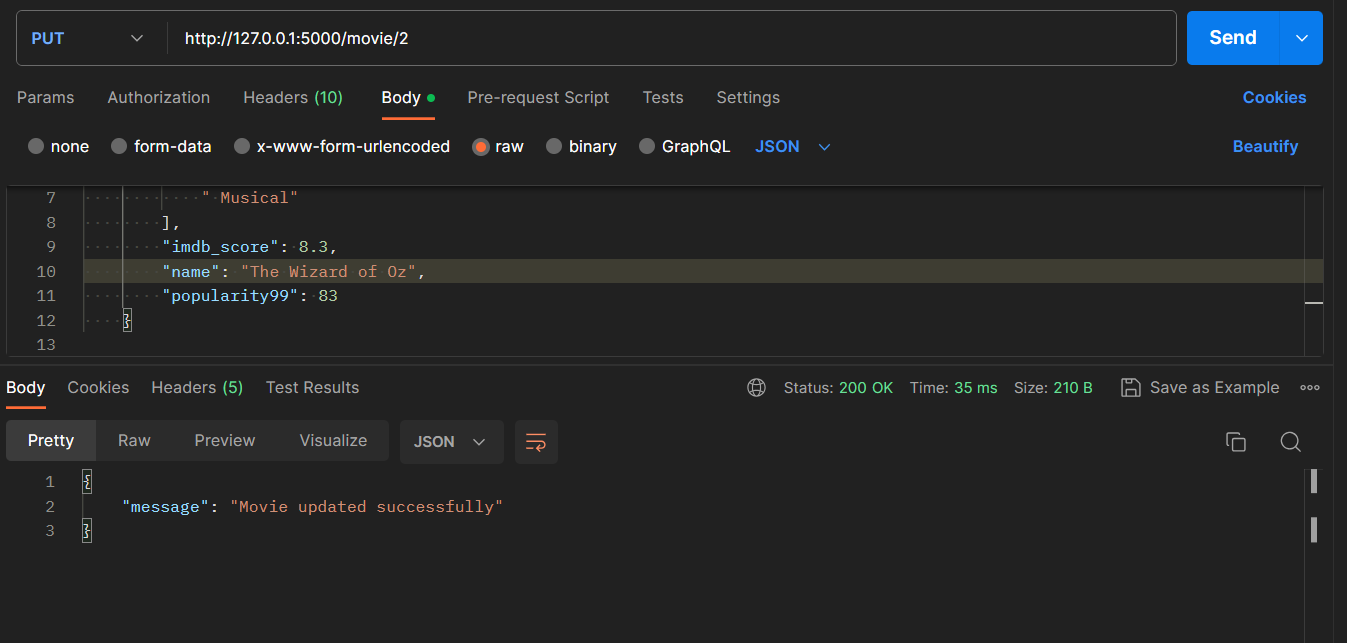 PUT http://127.0.0.1:5000/movie/2 Send
Params Authorization Headers (10) Body Pre-request Script Tests Settings Cookies
none form-data x-www-form-urlencoded raw binary GraphQL JSON Beautify
7 " Musical"
8 ],
9 "imdb_score": 8.3,
10 "name": "The Wizard of Oz",
11 "popularity99": 83
12 }
13
Body Cookies Headers (5) Test Results Status: 200 OK Time: 35 ms Size: 210 B Save as Example
Pretty Raw Preview Visualize JSON
1 {
2 "message": "Movie updated successfully"
3 }